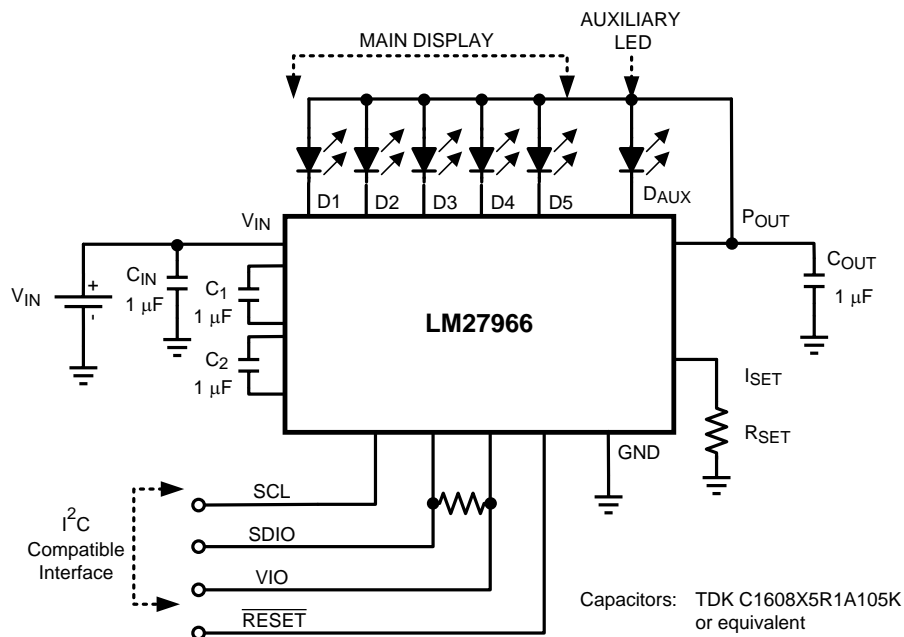 AUXILIARY
LED
MAIN DISPLAY
D1
D2
D3
D4
D5
DAUX
VIN
POUT
VIN
+
-
CIN
1 µF
C1
1 µF
C2
1 µF
LM27966
COUT
1 µF
ISET
RSET
GND
I2C
Compatible
Interface
SCL
SDIO
VIO
RESET
Capacitors: TDK C1608X5R1A105K
or equivalent